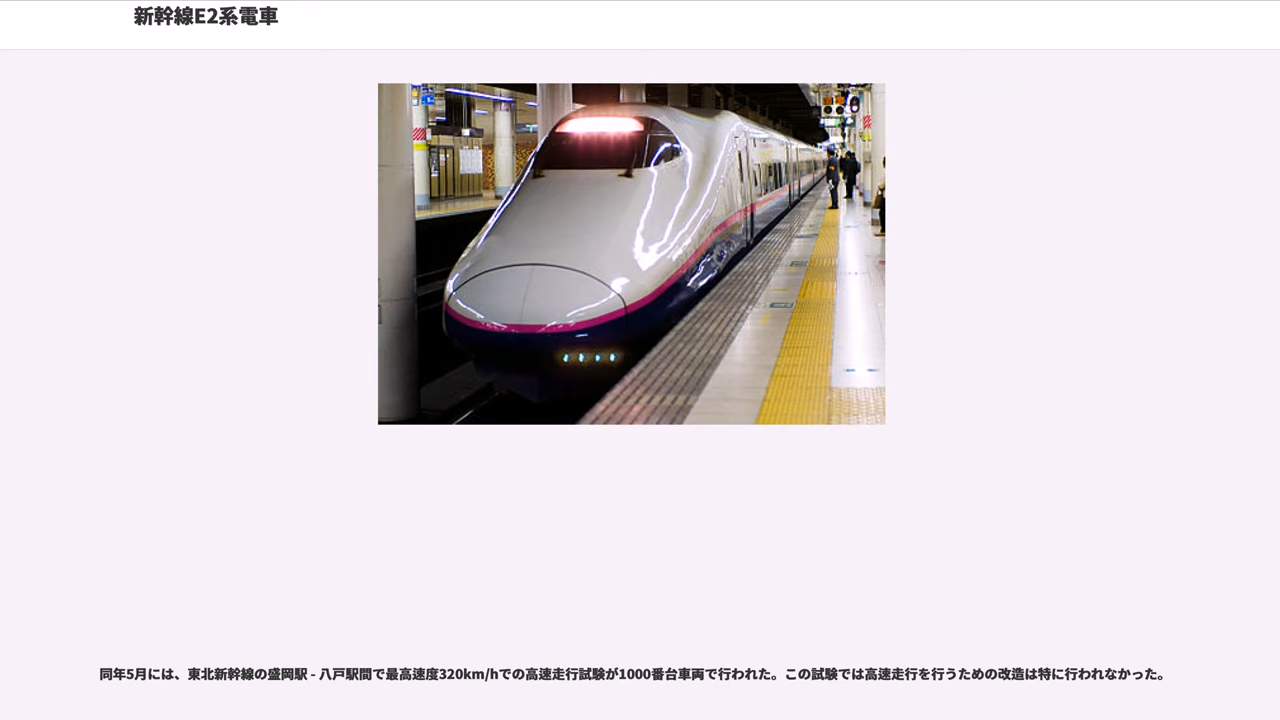 新幹線E2系電車
同年5月には、東北新幹線の盛岡駅 - 八戸駅間で最高速度320km/hでの高速走行試験が1000番台車両で行われた。この試験では高速走行を行うための改造は特に行われなかった。